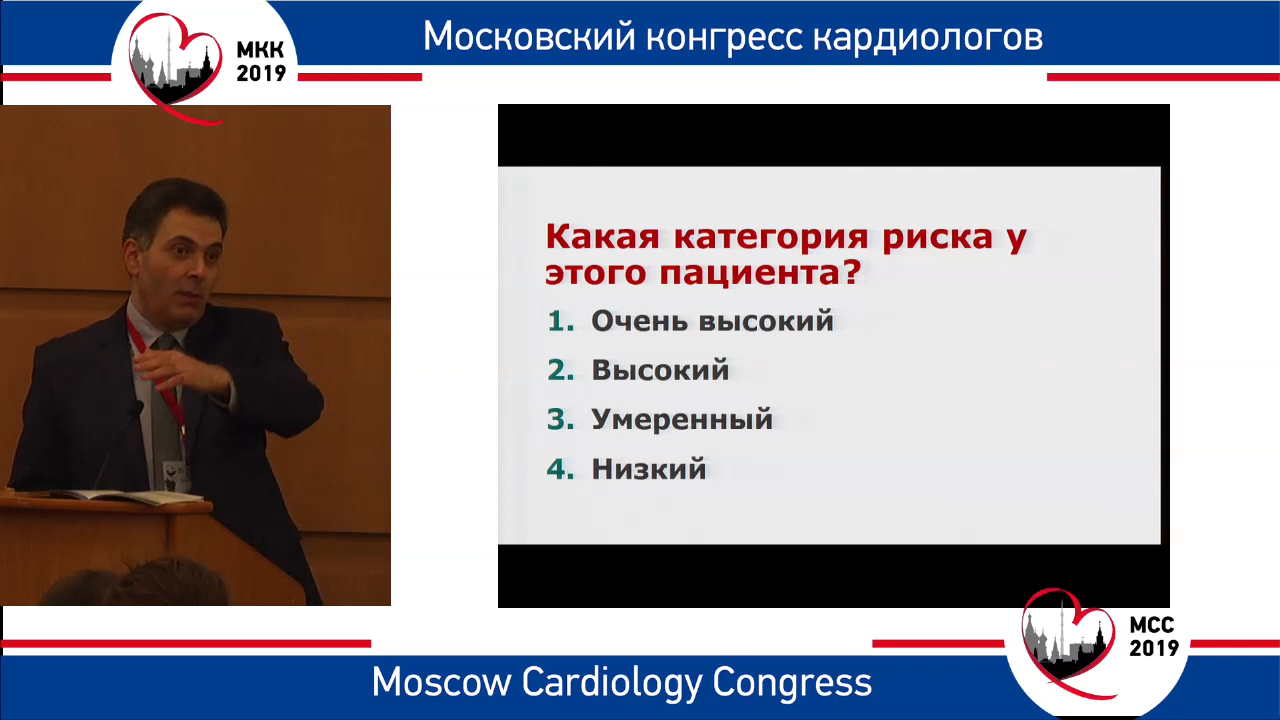 МКК
2019
Московский конгресс кардиологов
Какая категория риска у
этого пациента?
1. Очень высокий
2. Высокий
3. Умеренный
4. Низкий
МСС
2019
Moscow Cardiology Congress